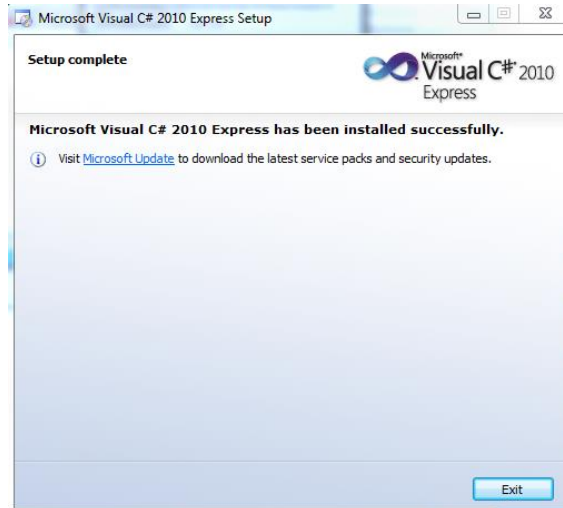 Microsoft Visual C# 2010 Express Setup
Setup complete
Microsoft®
Visual C#® 2010
Express
Microsoft Visual C# 2010 Express has been installed successfully.
Visit Microsoft Update to download the latest service packs and security updates.
Exit